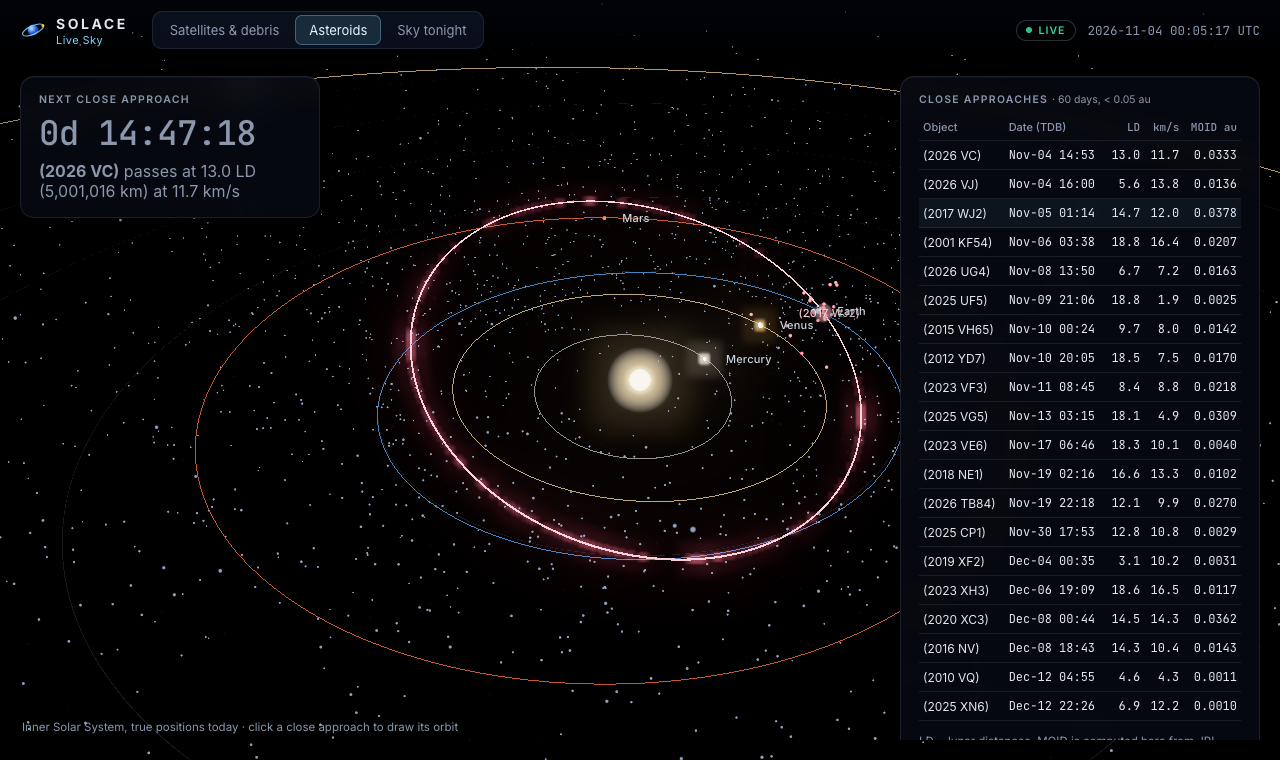 SOLACE
Live Sky
Satellites & debris
Asteroids
Sky tonight
LIVE
2026-11-04 00:05:17 UTC
NEXT CLOSE APPROACH
0d 14:47:18
(2026 VC) passes at 13.0 LD
(5,001,016 km) at 11.7 km/s
Mars
Earth
(2017 WJ2)
Venus
Mercury
CLOSE APPROACHES · 60 days, < 0.05 au
Object Date (TDB) LD km/s MOID au
(2026 VC) Nov-04 14:53 13.0 11.7 0.0333
(2026 VJ) Nov-04 16:00 5.6 13.8 0.0136
(2017 WJ2) Nov-05 01:14 14.7 12.0 0.0378
(2001 KF54) Nov-06 03:38 18.8 16.4 0.0207
(2026 UG4) Nov-08 13:50 6.7 7.2 0.0163
(2025 UF5) Nov-09 21:06 18.8 1.9 0.0025
(2015 VH65) Nov-10 00:24 9.7 8.0 0.0142
(2012 YD7) Nov-10 20:05 18.5 7.5 0.0170
(2023 VF3) Nov-11 08:45 8.4 8.8 0.0218
(2025 VG5) Nov-13 03:15 18.1 4.9 0.0309
(2023 VE6) Nov-17 06:46 18.3 10.1 0.0040
(2018 NE1) Nov-19 02:16 16.6 13.3 0.0102
(2026 TB84) Nov-19 22:18 12.1 9.9 0.0270
(2025 CP1) Nov-30 17:53 12.8 10.8 0.0029
(2019 XF2) Dec-04 00:35 3.1 10.2 0.0031
(2023 XH3) Dec-06 19:09 18.6 16.5 0.0117
(2020 XC3) Dec-08 00:44 14.5 14.3 0.0362
(2016 NV) Dec-08 18:43 14.3 10.4 0.0143
(2010 VQ) Dec-12 04:55 4.6 4.3 0.0011
(2025 XN6) Dec-12 22:26 6.9 12.2 0.0010
Inner Solar System, true positions today · click a close approach to draw its orbit